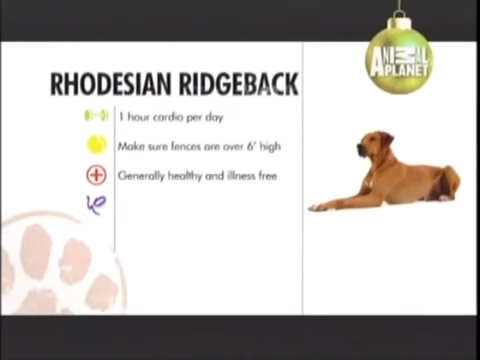 ANIMAL
PLANET
RHODESIAN RIDGEBACK
1 hour cardio per day
Make sure fences are over 6' high
Generally healthy and illness free